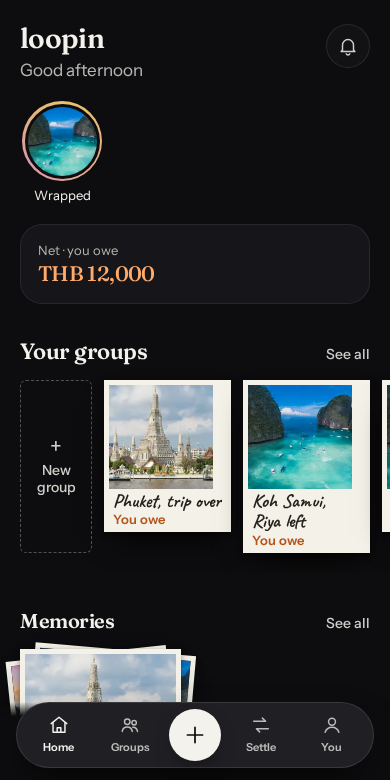 loopin
Good afternoon
Wrapped
Net · you owe
THB 12,000
Your groups
See all
+
New
group
Phuket, trip over
You owe
Koh Samui,
Riya left
You owe
Memories
See all
Home
Groups
+
Settle
You